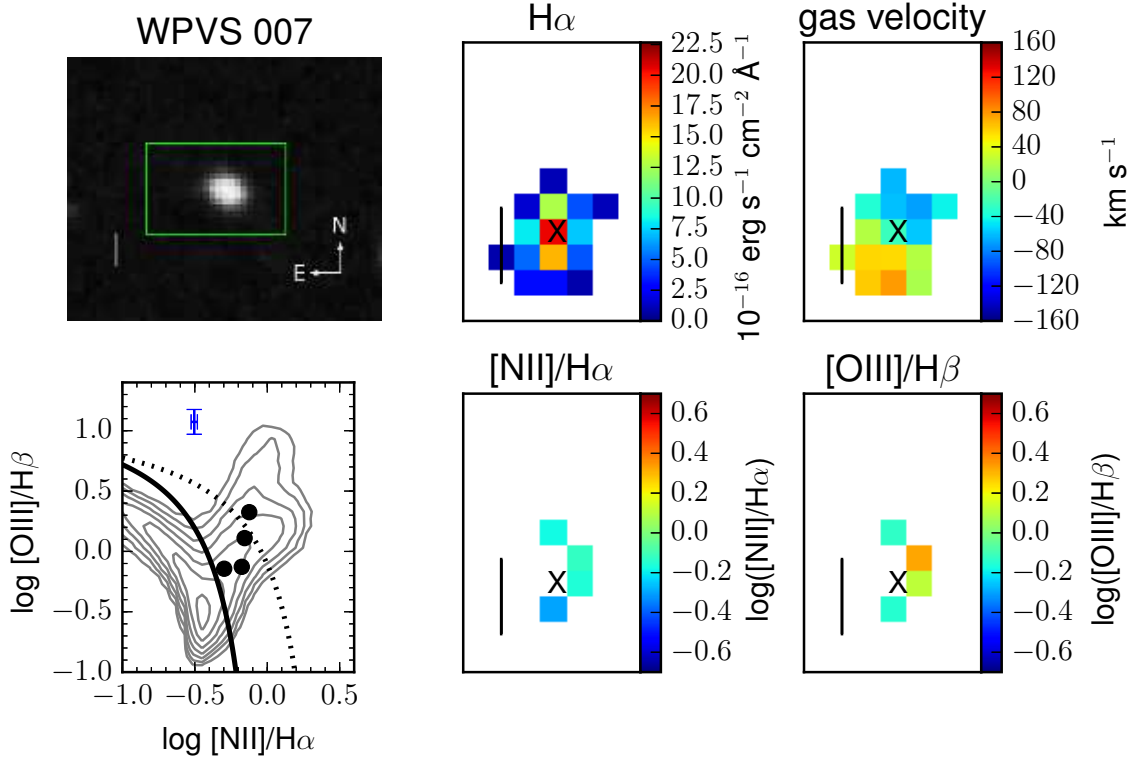 WPVS 007
N
E
Hα
X
22.5
20.0
17.5
15.0
12.5
10.0
7.5
5.0
2.5
0.0
10⁻¹⁶ erg s⁻¹ cm⁻² Å⁻¹
gas velocity
X
160
120
80
40
0
−40
−80
−120
−160
km s⁻¹
log [OIII]/Hβ
1.0
0.5
0.0
−0.5
−1.0
−1.0
−0.5
0.0
0.5
log [NII]/Hα
[NII]/Hα
X
0.6
0.4
0.2
0.0
−0.2
−0.4
−0.6
log([NII]/Hα)
[OIII]/Hβ
X
0.6
0.4
0.2
0.0
−0.2
−0.4
−0.6
log([OIII]/Hβ)